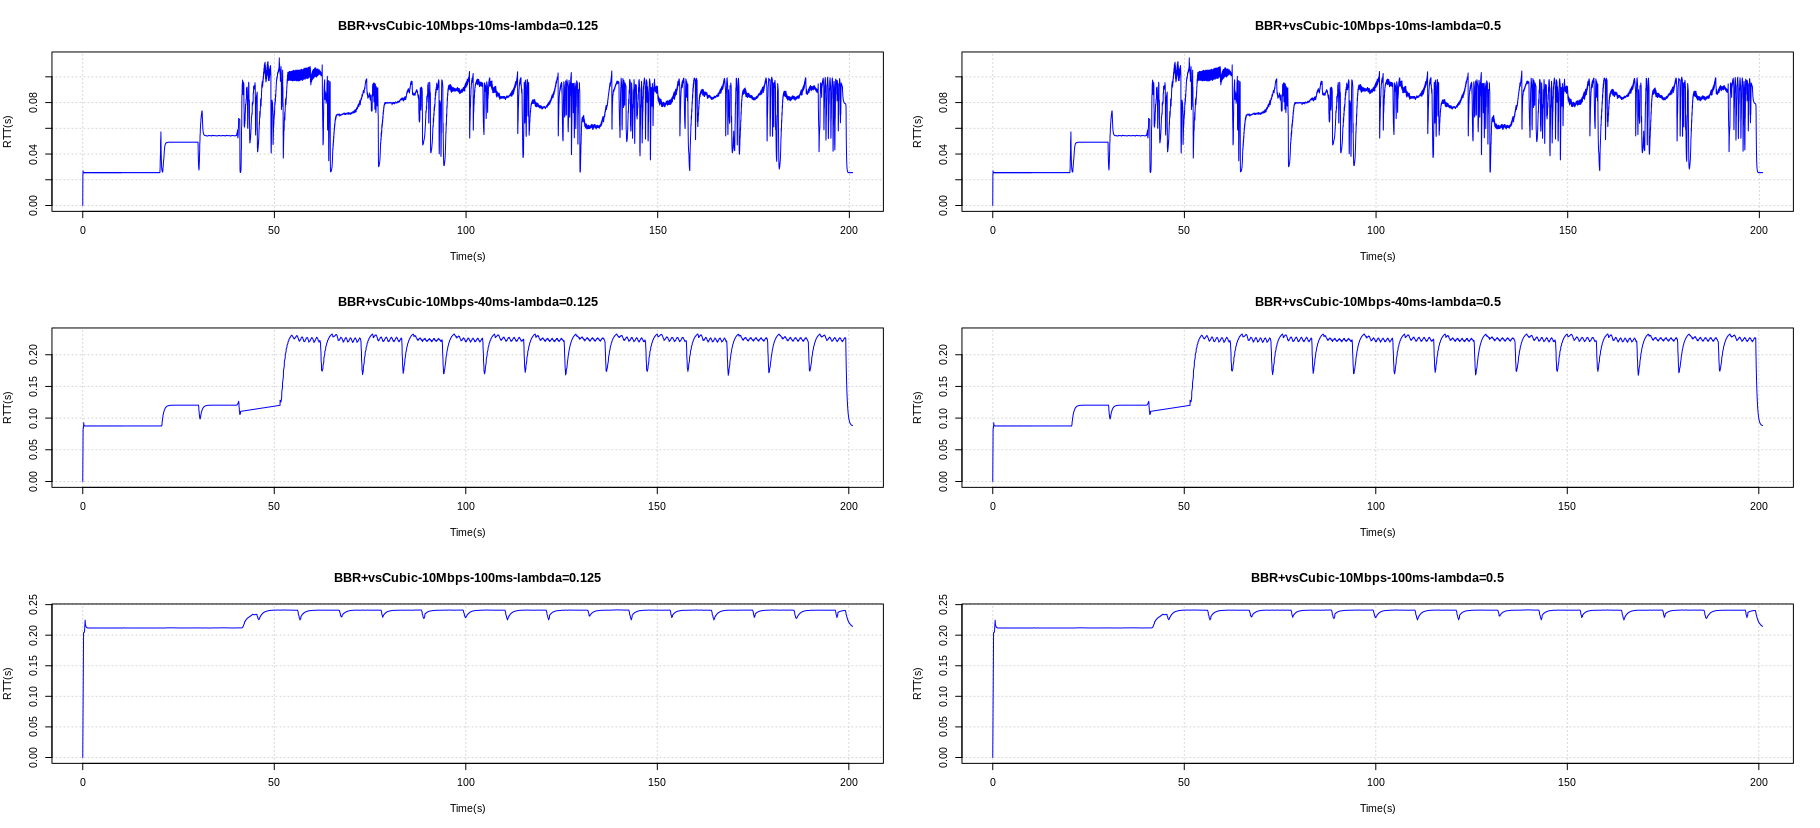 BBR+vsCubic-10Mbps-10ms-lambda=0.125
RTT(s)
0.00 0.04 0.08
0 50 100 150 200
Time(s)
BBR+vsCubic-10Mbps-10ms-lambda=0.5
RTT(s)
0.00 0.04 0.08
0 50 100 150 200
Time(s)
BBR+vsCubic-10Mbps-40ms-lambda=0.125
RTT(s)
0.00 0.05 0.10 0.15 0.20
0 50 100 150 200
Time(s)
BBR+vsCubic-10Mbps-40ms-lambda=0.5
RTT(s)
0.00 0.05 0.10 0.15 0.20
0 50 100 150 200
Time(s)
BBR+vsCubic-10Mbps-100ms-lambda=0.125
RTT(s)
0.00 0.05 0.10 0.15 0.20 0.25
0 50 100 150 200
Time(s)
BBR+vsCubic-10Mbps-100ms-lambda=0.5
RTT(s)
0.00 0.05 0.10 0.15 0.20 0.25
0 50 100 150 200
Time(s)